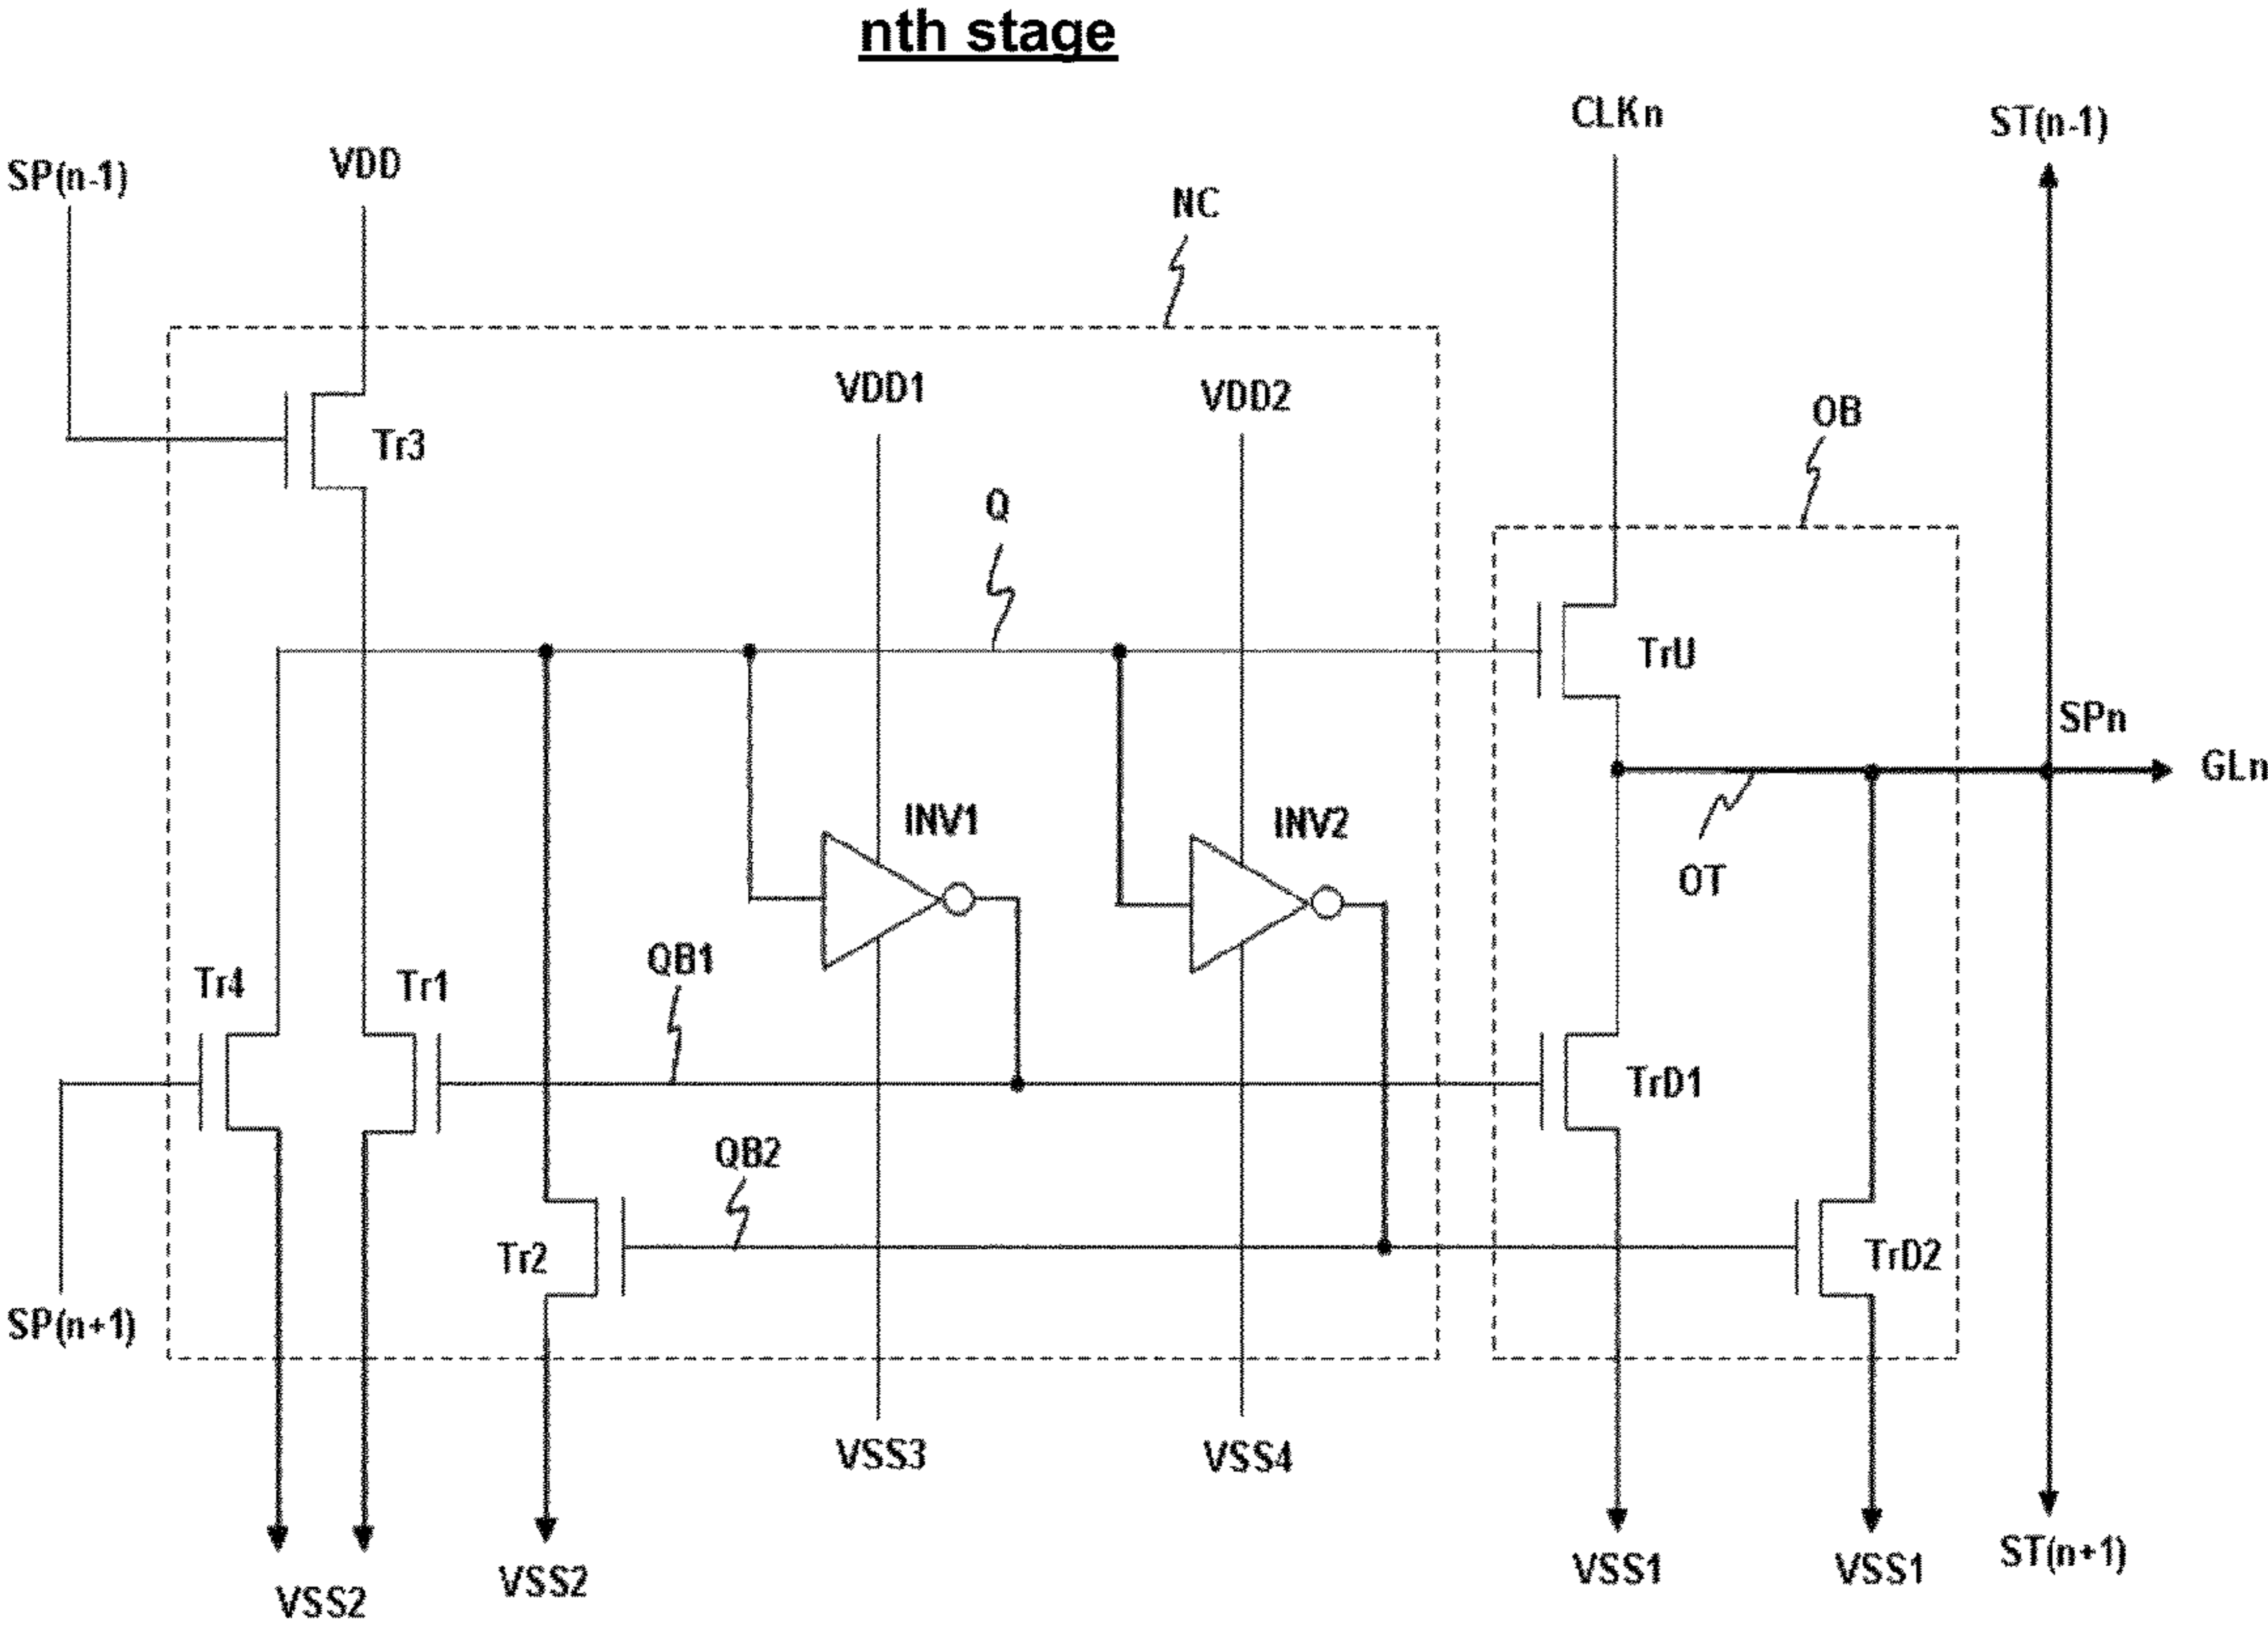 nth stage
CLKn
ST(n-1)
SP(n-1)
VDD
NC
VDD1
VDD2
OB
Tr3
Q
TrU
SPn
GLn
INV1
INV2
OT
QB1
Tr4
Tr1
TrD1
QB2
Tr2
TrD2
SP(n+1)
VSS3
VSS4
VSS2
VSS2
VSS1
VSS1
ST(n+1)